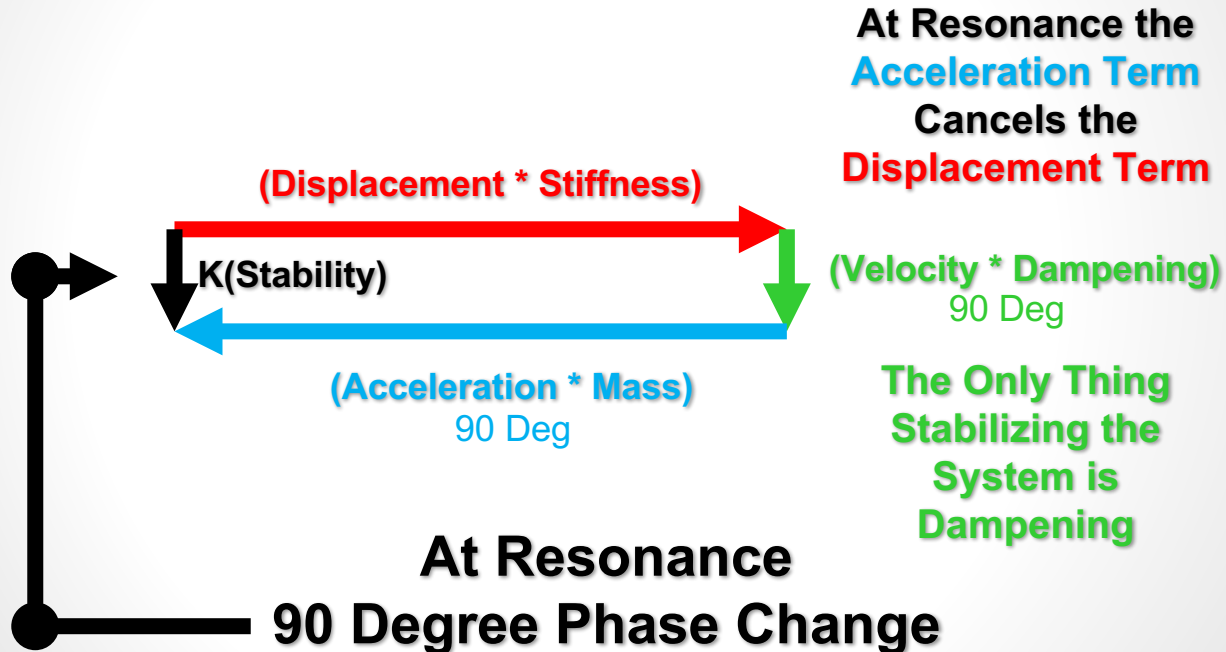 At Resonance the
Acceleration Term
Cancels the
Displacement Term
(Displacement * Stiffness)
K(Stability)
(Velocity * Dampening)
90 Deg
(Acceleration * Mass)
90 Deg
The Only Thing
Stabilizing the
System is
Dampening
At Resonance
90 Degree Phase Change